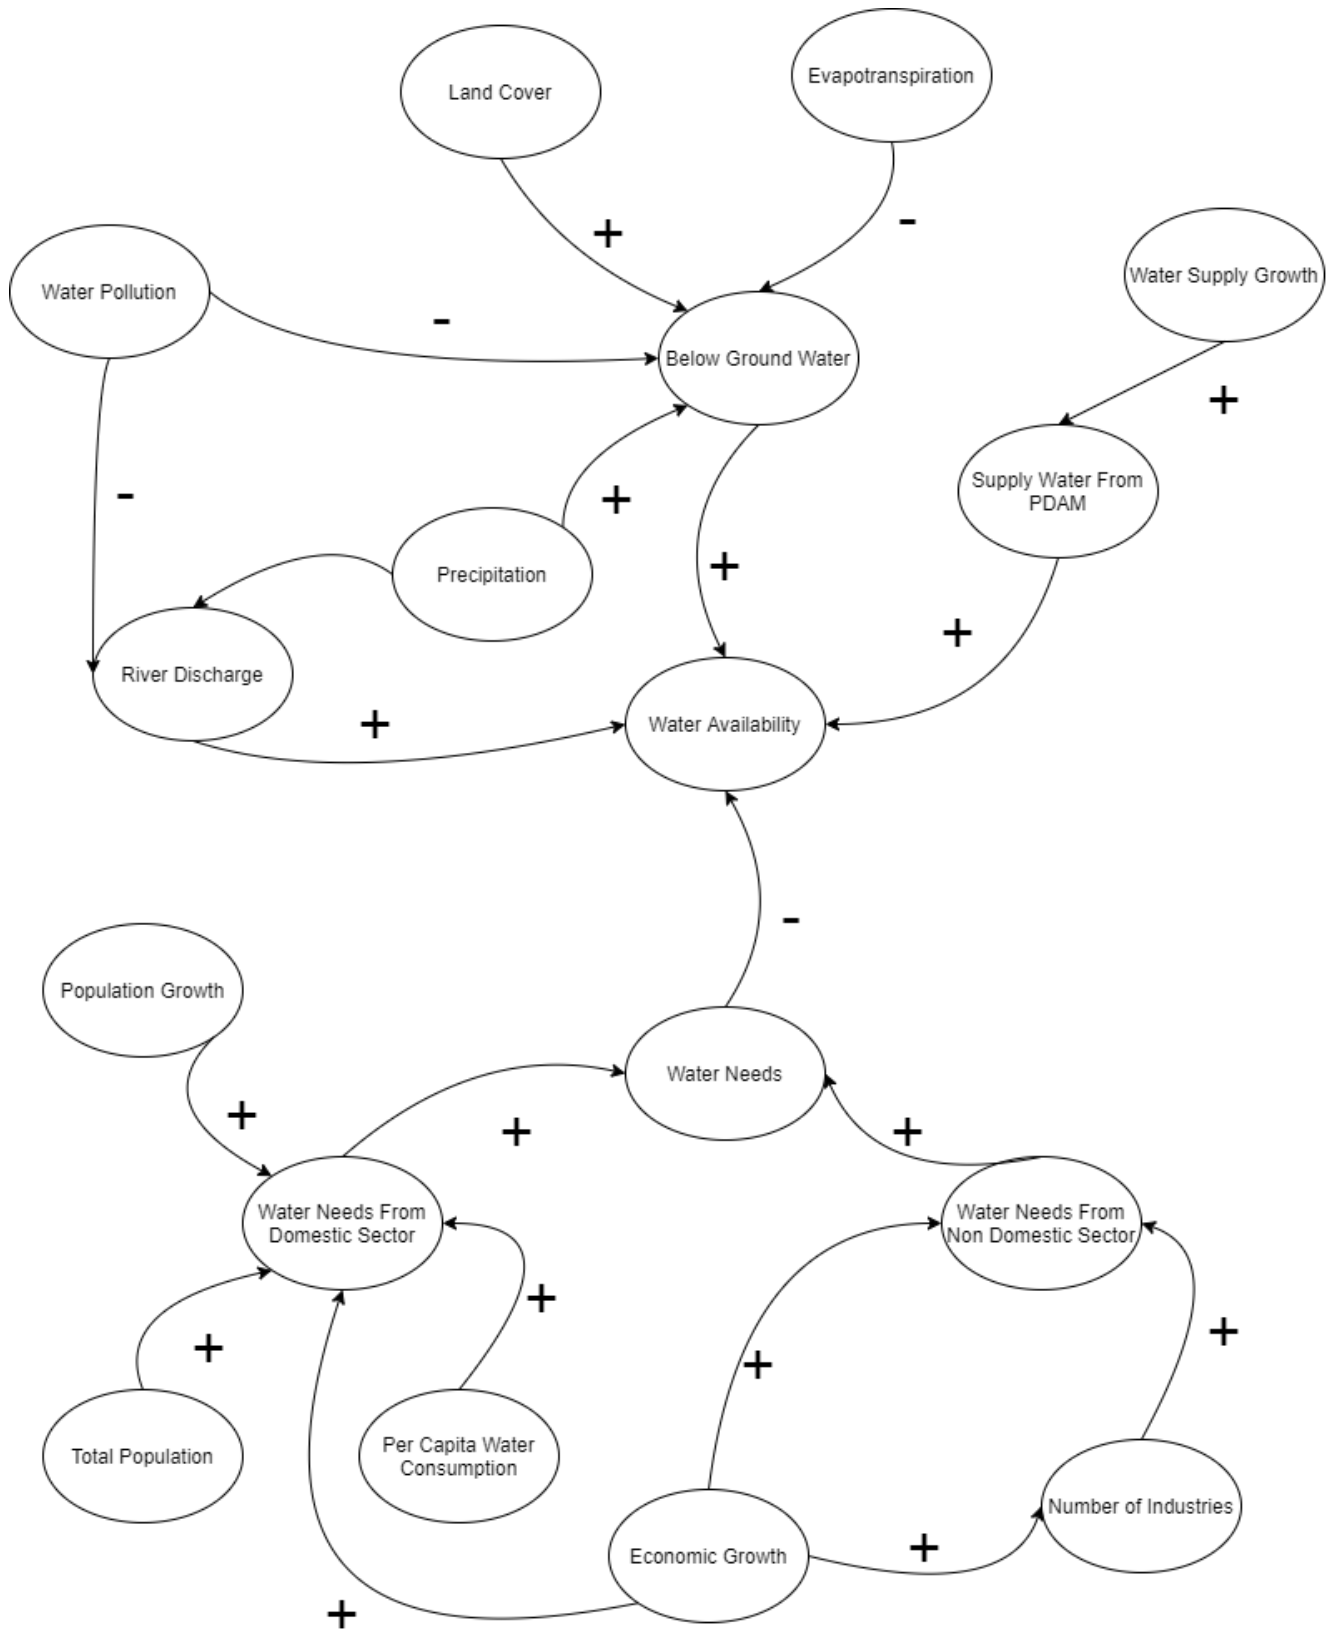 Evapotranspiration
Land Cover
+
-
Water Supply Growth
Water Pollution
-
Below Ground Water
+
Supply Water From
PDAM
-
+
Precipitation
+
+
River Discharge
+
Water Availability
-
Population Growth
Water Needs
+
+
+
Water Needs From
Domestic Sector
Water Needs From
Non Domestic Sector
+
+
+
+
Total Population
Per Capita Water
Consumption
Number of Industries
+
Economic Growth
+